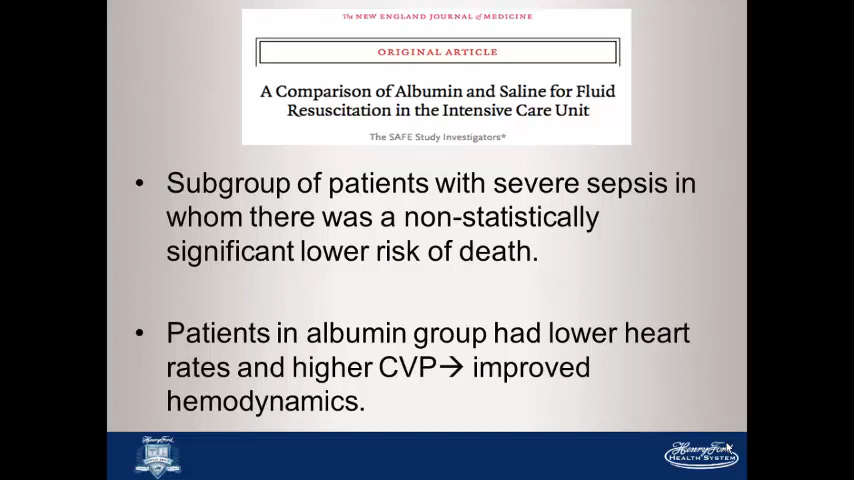 The NEW ENGLAND JOURNAL of MEDICINE
ORIGINAL ARTICLE
A Comparison of Albumin and Saline for Fluid
Resuscitation in the Intensive Care Unit
The SAFE Study Investigators*
• Subgroup of patients with severe sepsis in
whom there was a non-statistically
significant lower risk of death.
• Patients in albumin group had lower heart
rates and higher CVP→ improved
hemodynamics.
Henry Ford
Henry Ford
HEALTH SYSTEM